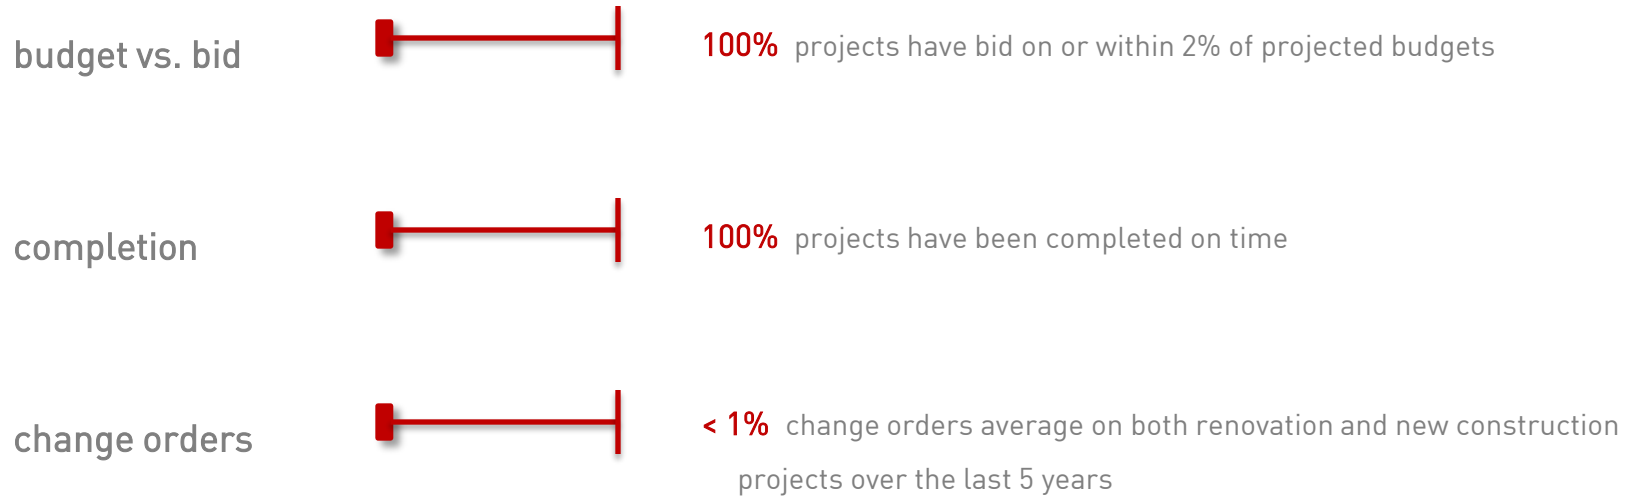 budget vs. bid
100% projects have bid on or within 2% of projected budgets
completion
100% projects have been completed on time
change orders
< 1% change orders average on both renovation and new construction
projects over the last 5 years